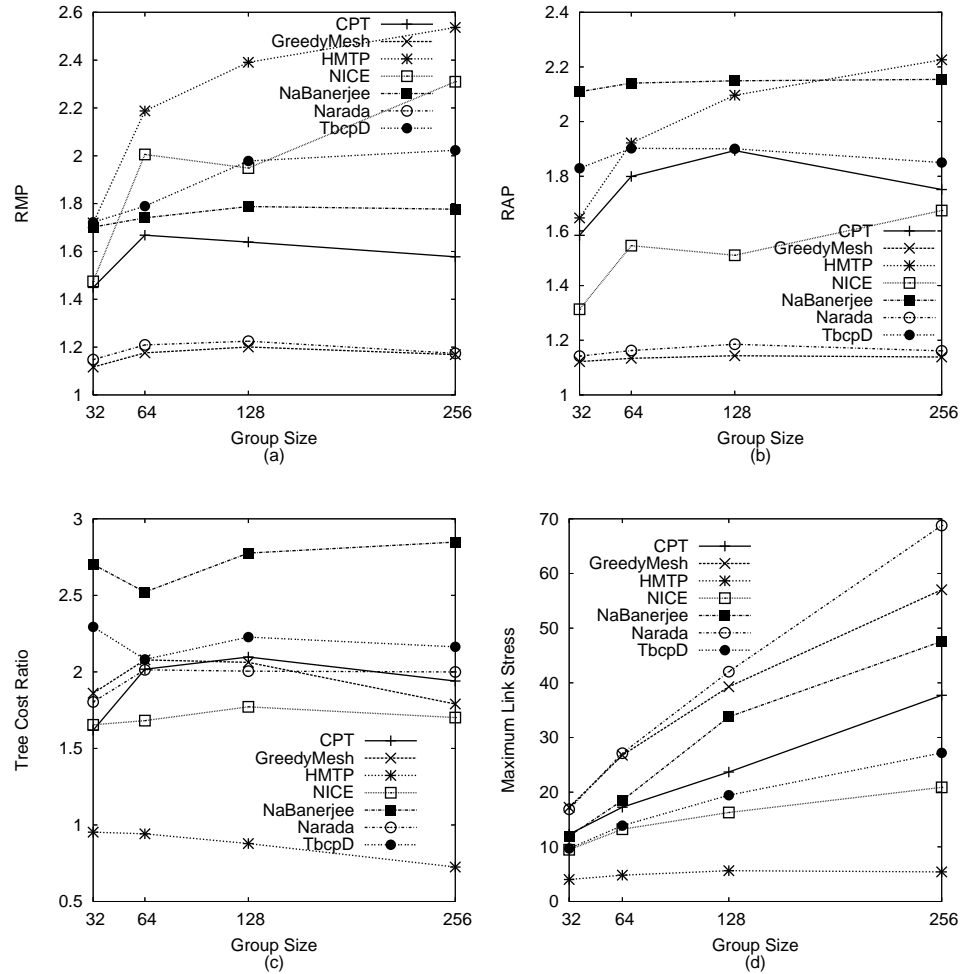 2.6
2.4
2.2
2
1.8
1.6
1.4
1.2
1
RMP
CPT
GreedyMesh
HMTP
NICE
NaBanerjee
Narada
TbcpD
32 64 128 256
Group Size
(a)
2.4
2.2
2
1.8
1.6
1.4
1.2
1
RAP
CPT
GreedyMesh
HMTP
NICE
NaBanerjee
Narada
TbcpD
32 64 128 256
Group Size
(b)
3
2.5
2
1.5
1
0.5
Tree Cost Ratio
CPT
GreedyMesh
HMTP
NICE
NaBanerjee
Narada
TbcpD
32 64 128 256
Group Size
(c)
70
60
50
40
30
20
10
0
Maximum Link Stress
CPT
GreedyMesh
HMTP
NICE
NaBanerjee
Narada
TbcpD
32 64 128 256
Group Size
(d)